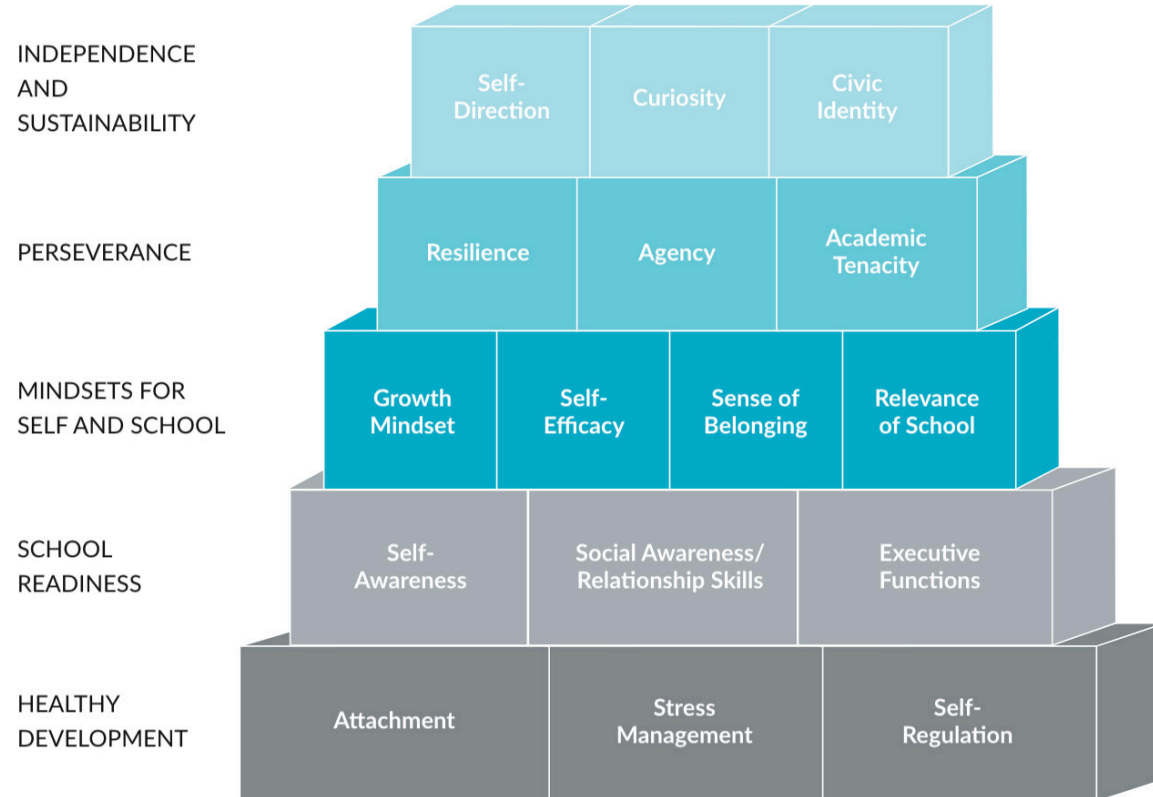 INDEPENDENCE
AND
SUSTAINABILITY
Self-
Direction
Curiosity
Civic
Identity
PERSEVERANCE
Resilience
Agency
Academic
Tenacity
MINDSETS FOR
SELF AND SCHOOL
Growth
Mindset
Self-
Efficacy
Sense of
Belonging
Relevance
of School
SCHOOL
READINESS
Self-
Awareness
Social Awareness/
Relationship Skills
Executive
Functions
HEALTHY
DEVELOPMENT
Attachment
Stress
Management
Self-
Regulation